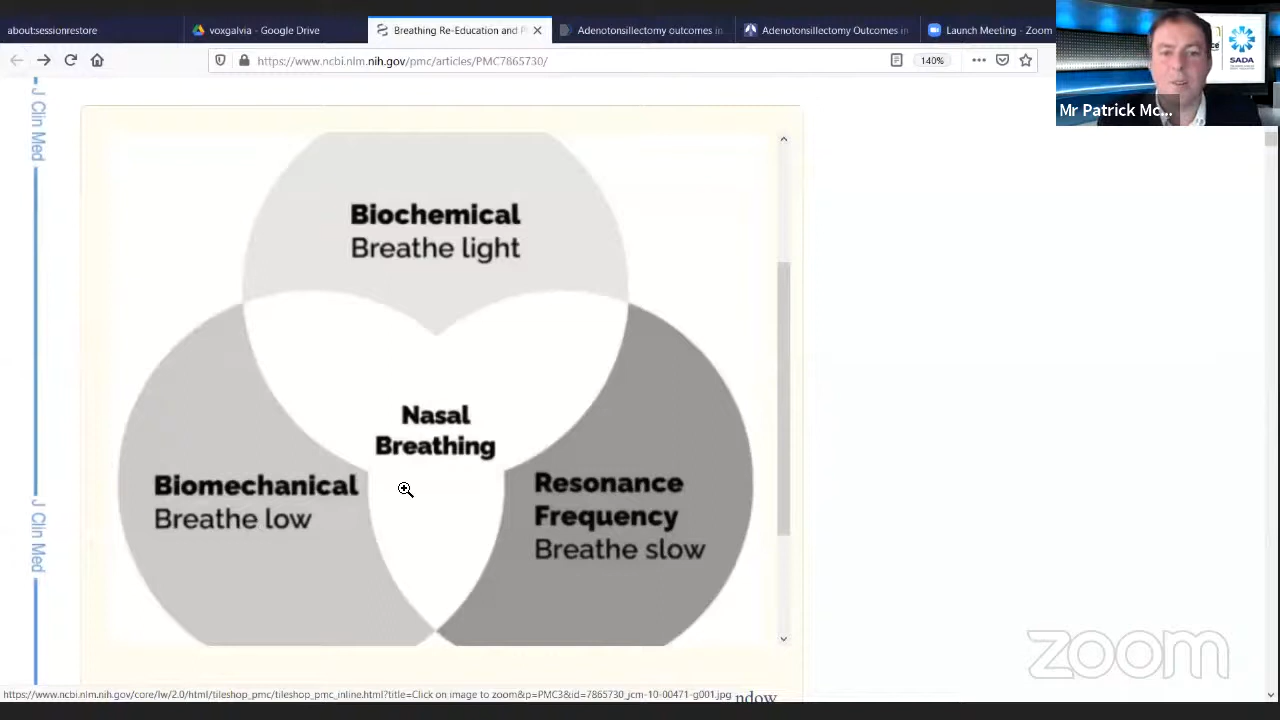 about:sessionrestore
voxgalvia - Google Drive
Breathing Re-Education and P
Adenotonsillectomy outcomes in
Adenotonsillectomy Outcomes in
Launch Meeting - Zoom
https://www.ncbi.nlm.nih.gov/pmc/articles/PMC7865730/
140%
SADA
Mr Patrick Mc...
J Clin Med
J Clin Med
Biochemical
Breathe light
Nasal
Breathing
Biomechanical
Breathe low
Resonance
Frequency
Breathe slow
zoom
https://www.ncbi.nlm.nih.gov/core/lw/2.0/html/tileshop_pmc/tileshop_pmc_inline.html?title=Click on image to zoom&p=PMC3&id=7865730_jcm-10-00471-g001.jpg
ndow